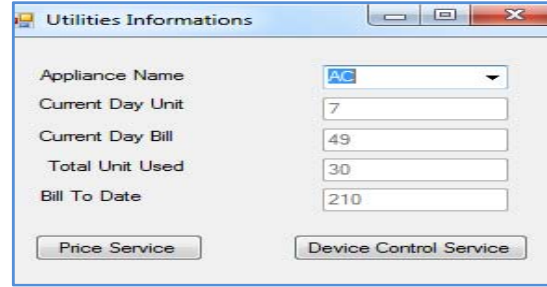 Utilities Informations
Appliance Name AC
Current Day Unit 7
Current Day Bill 49
Total Unit Used 30
Bill To Date 210
Price Service Device Control Service